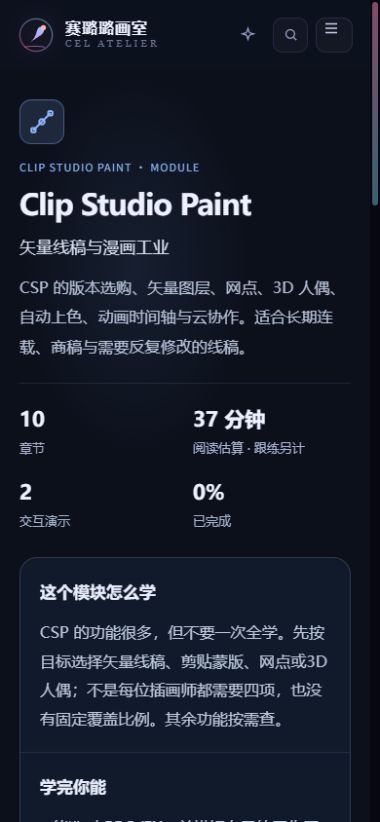 赛璐璐画室
CEL ATELIER
CLIP STUDIO PAINT • MODULE
Clip Studio Paint
矢量线稿与漫画工业
CSP 的版本选购、矢量图层、网点、3D 人偶、
自动上色、动画时间轴与云协作。适合长期连
载、商稿与需要反复修改的线稿。
10
章节
37 分钟
阅读估算 · 跟练另计
2
交互演示
0%
已完成
这个模块怎么学
CSP 的功能很多，但不要一次全学。先按
目标选择矢量线稿、剪贴蒙版、网点或3D
人偶；不是每位插画师都需要四项，也没
有固定覆盖比例。其余功能按需查。
学完你能